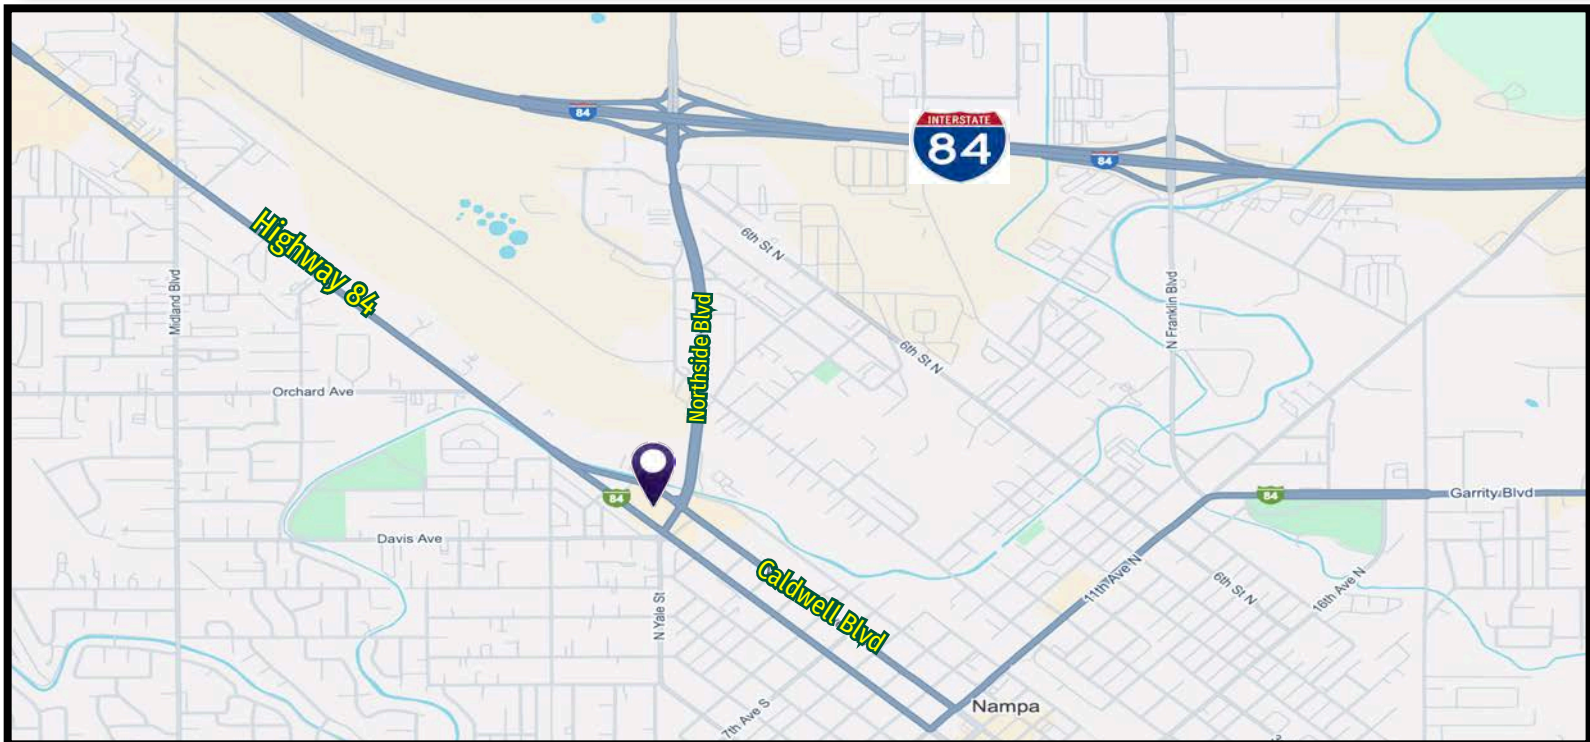 84
INTERSTATE
84
84
6th St N
Highway 84
Midland Blvd
N Franklin Blvd
Northside Blvd
6th St N
Orchard Ave
84
84
Garrity Blvd
Davis Ave
Caldwell Blvd
11th Ave N
6th St N
16th Ave N
N Yale St
Nampa
7th Ave S